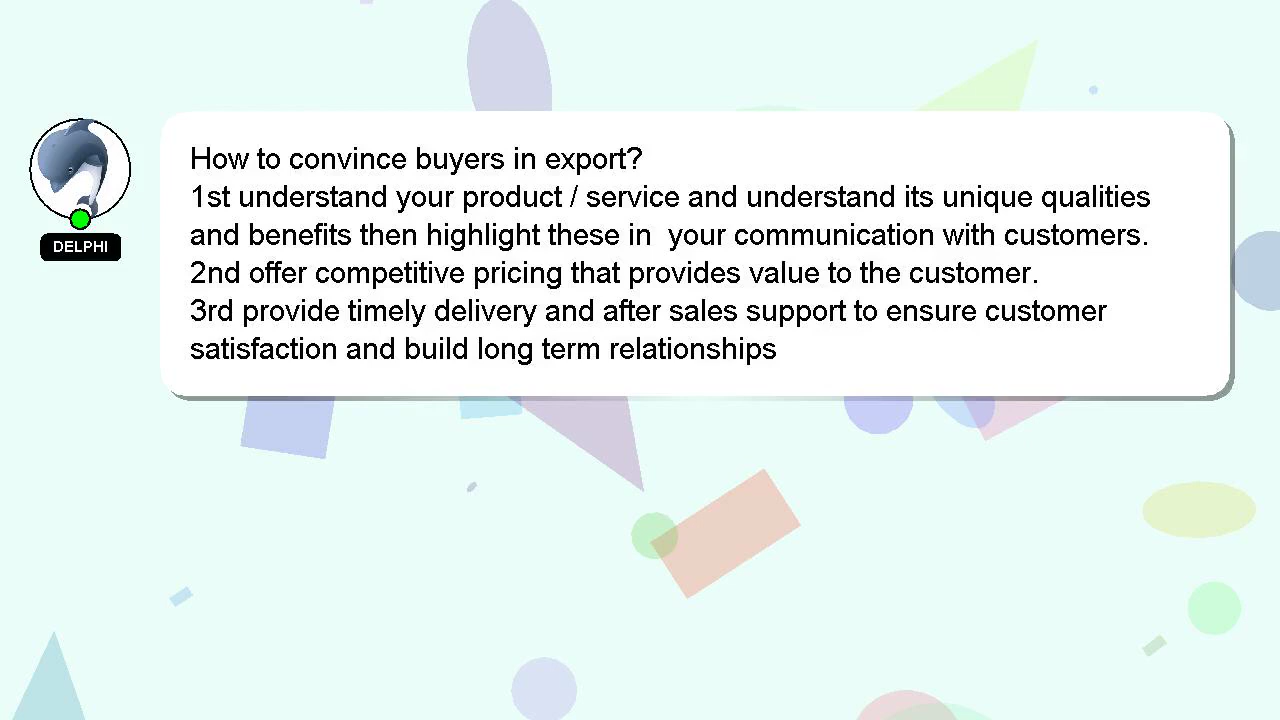 How to convince buyers in export?
1st understand your product / service and understand its unique qualities
and benefits then highlight these in  your communication with customers.
2nd offer competitive pricing that provides value to the customer.
3rd provide timely delivery and after sales support to ensure customer
satisfaction and build long term relationships
DELPHI